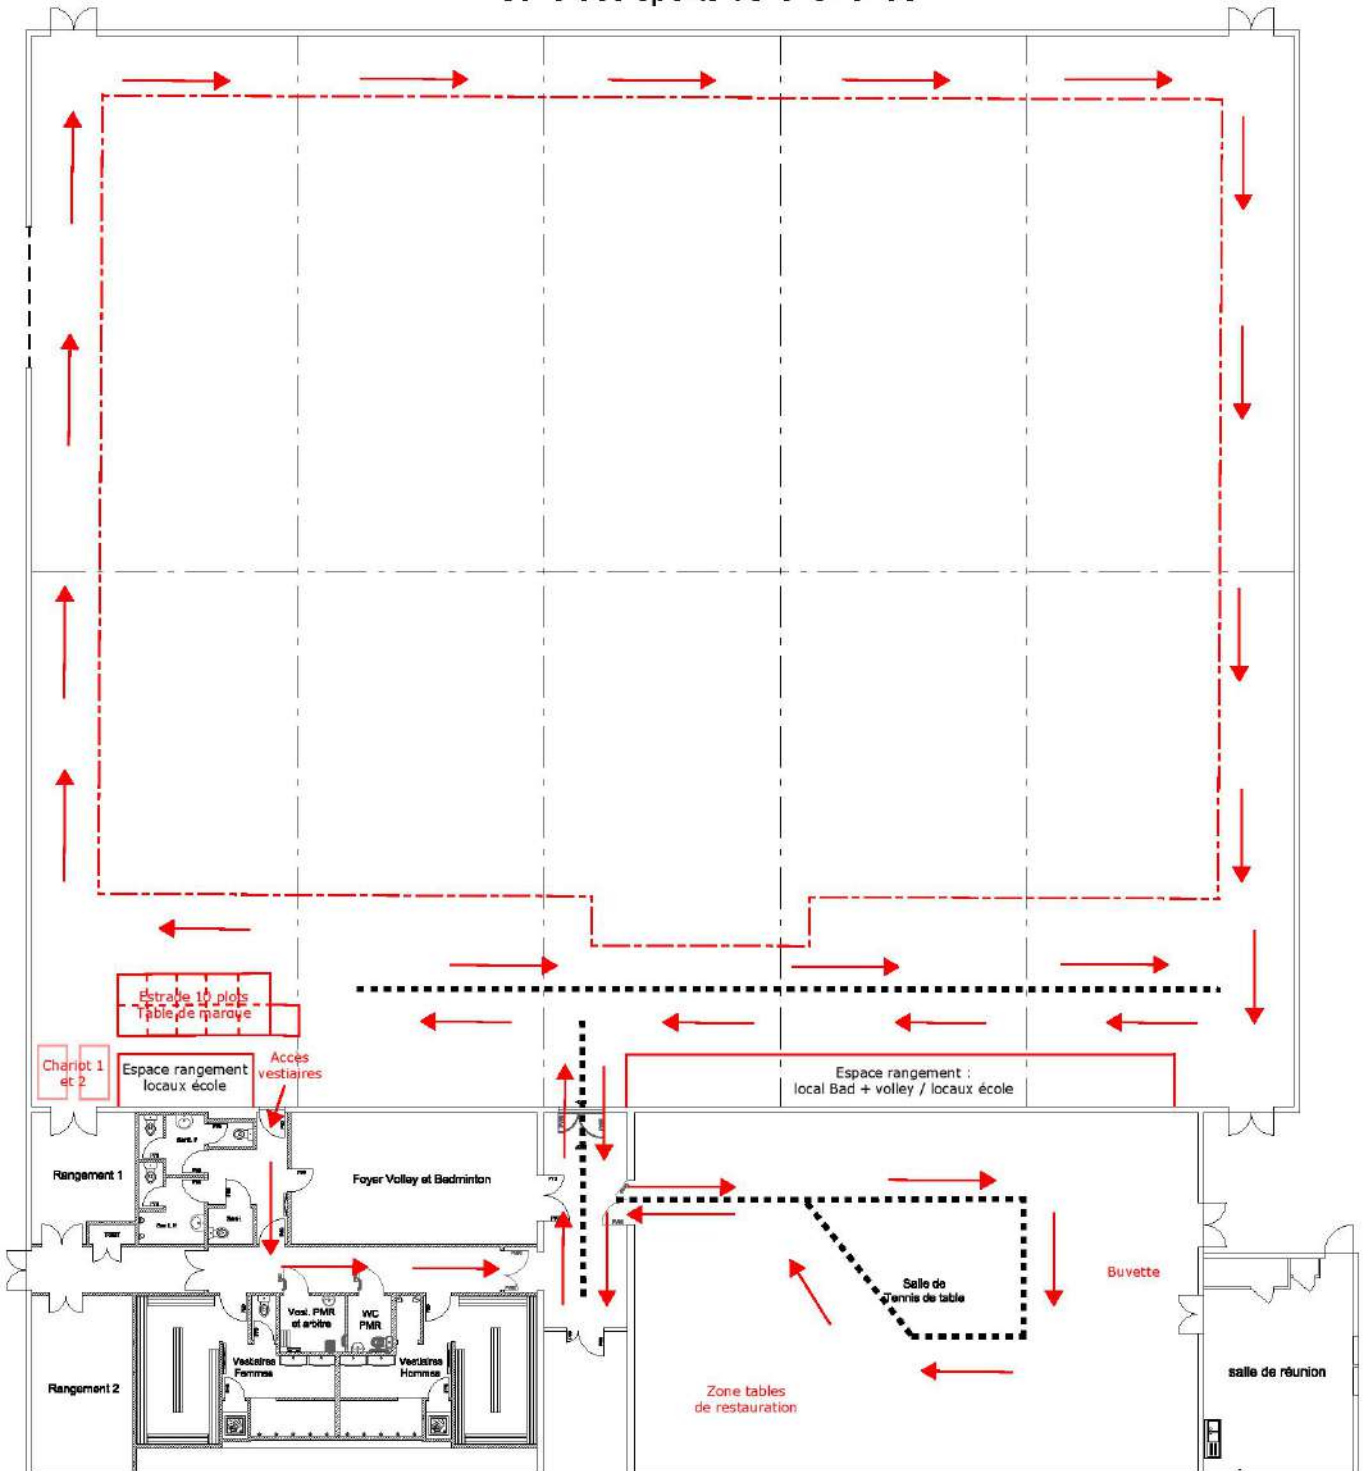 Estrade 10 plots
Table de marque
Chariot 1
et 2
Espace rangement
locaux école
Accès
vestiaires
Espace rangement :
local Bad + volley / locaux école
Rangement 1
Foyer Volley et Badminton
Salle de
Tennis de table
Buvette
Vest. PMR
et arbitre
WC
PMR
Vestiaires
Femmes
Vestiaires
Hommes
Rangement 2
Zone tables
de restauration
salle de réunion